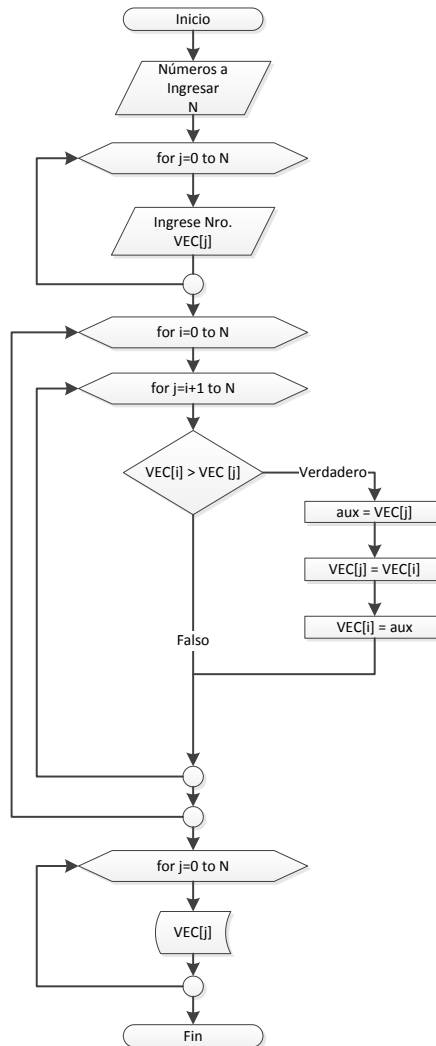 Inicio
Números a
Ingresar
N
for j=0 to N
Ingrese Nro.
VEC[j]
for i=0 to N
for j=i+1 to N
VEC[i] > VEC [j]
Verdadero
aux = VEC[j]
VEC[j] = VEC[i]
VEC[i] = aux
Falso
for j=0 to N
VEC[j]
Fin